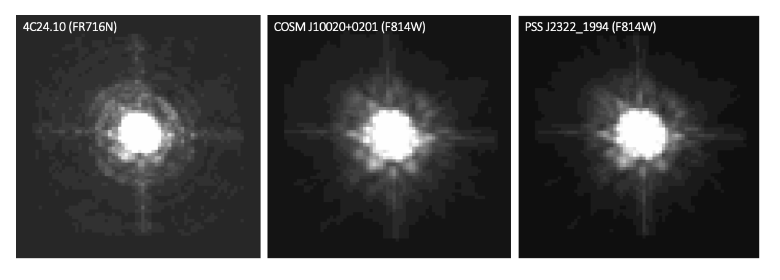 4C24.10 (FR716N)
COSM J10020+0201 (F814W)
PSS J2322_1994 (F814W)